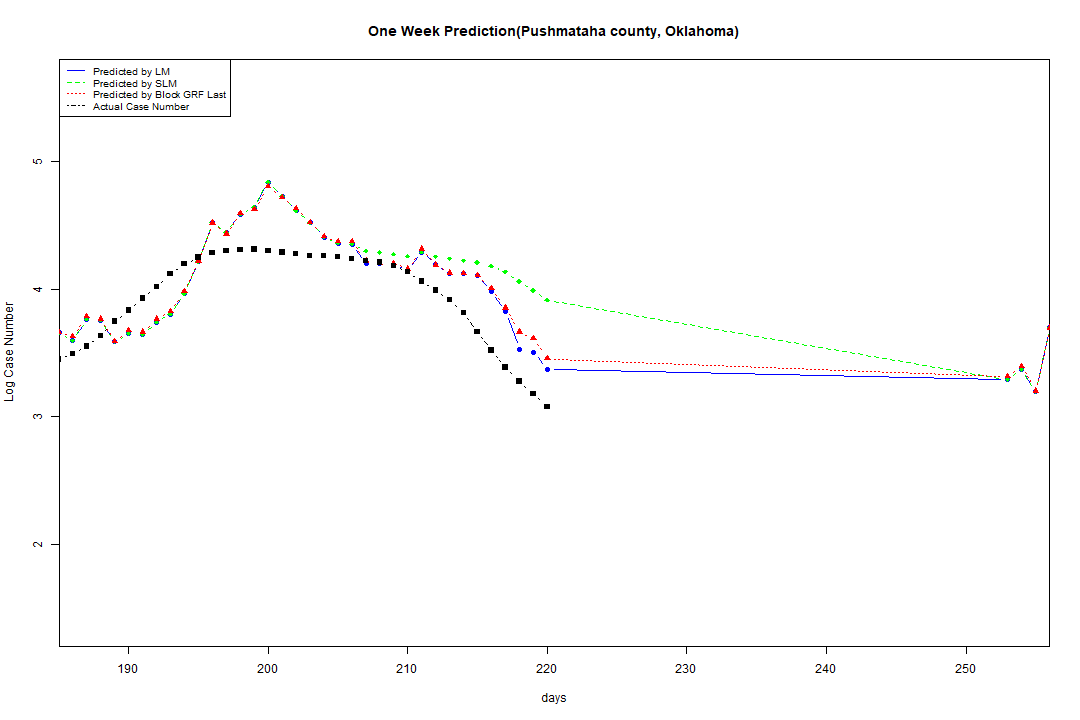 One Week Prediction(Pushmataha county, Oklahoma)
Predicted by LM
Predicted by SLM
Predicted by Block GRF Last
Actual Case Number
5
4
3
2
Log Case Number
190 200 210 220 230 240 250
days